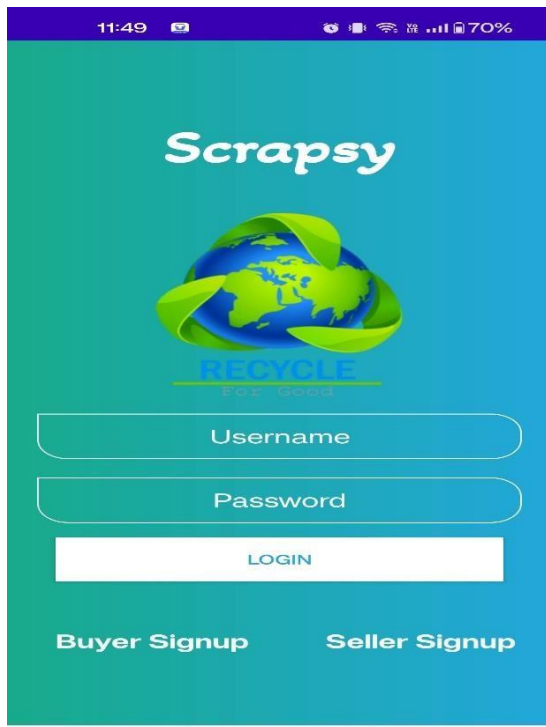 11:49 70%
Scrapsy
RECYCLE
For Good
Username
Password
LOGIN
Buyer Signup Seller Signup